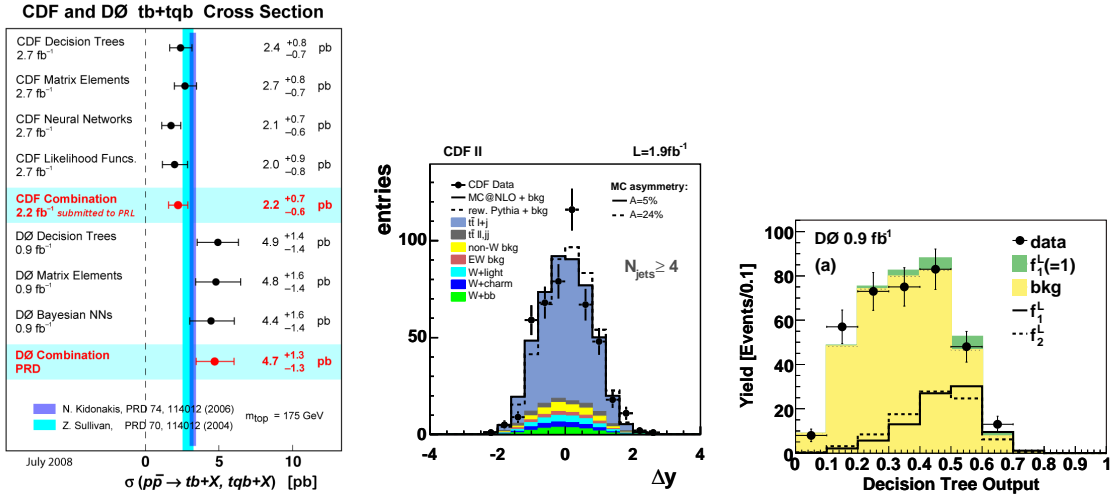 CDF and DØ tb+tqb Cross Section
CDF Decision Trees
2.7 fb⁻¹
2.4 +0.8 −0.7 pb
CDF Matrix Elements
2.7 fb⁻¹
2.7 +0.8 −0.7 pb
CDF Neural Networks
2.7 fb⁻¹
2.1 +0.7 −0.6 pb
CDF Likelihood Funcs.
2.7 fb⁻¹
2.0 +0.9 −0.8 pb
CDF Combination
2.2 fb⁻¹ submitted to PRL
2.2 +0.7 −0.6 pb
DØ Decision Trees
0.9 fb⁻¹
4.9 +1.4 −1.4 pb
DØ Matrix Elements
0.9 fb⁻¹
4.8 +1.6 −1.4 pb
DØ Bayesian NNs
0.9 fb⁻¹
4.4 +1.6 −1.4 pb
DØ Combination
PRD
4.7 +1.3 −1.3 pb
N. Kidonakis, PRD 74, 114012 (2006)
Z. Sullivan, PRD 70, 114012 (2004)
m_top = 175 GeV
July 2008
0 5 10
σ (pp̄ → tb+X, tqb+X) [pb]
CDF II L=1.9fb⁻¹
entries
CDF Data
MC@NLO + bkg
rew. Pythia + bkg
tt̄ l+j
tt̄ ll,jj
non-W bkg
EW bkg
W+light
W+charm
W+bb
MC asymmetry:
A=5%
A=24%
N_jets ≥ 4
100
50
0
-4 -2 0 2 4
Δy
DØ 0.9 fb⁻¹
(a)
data
f₁ᴸ(=1)
bkg
f₁ᴸ
f₂ᴸ
Yield [Events/0.1]
100
80
60
40
20
0
0 0.1 0.2 0.3 0.4 0.5 0.6 0.7 0.8 0.9 1
Decision Tree Output